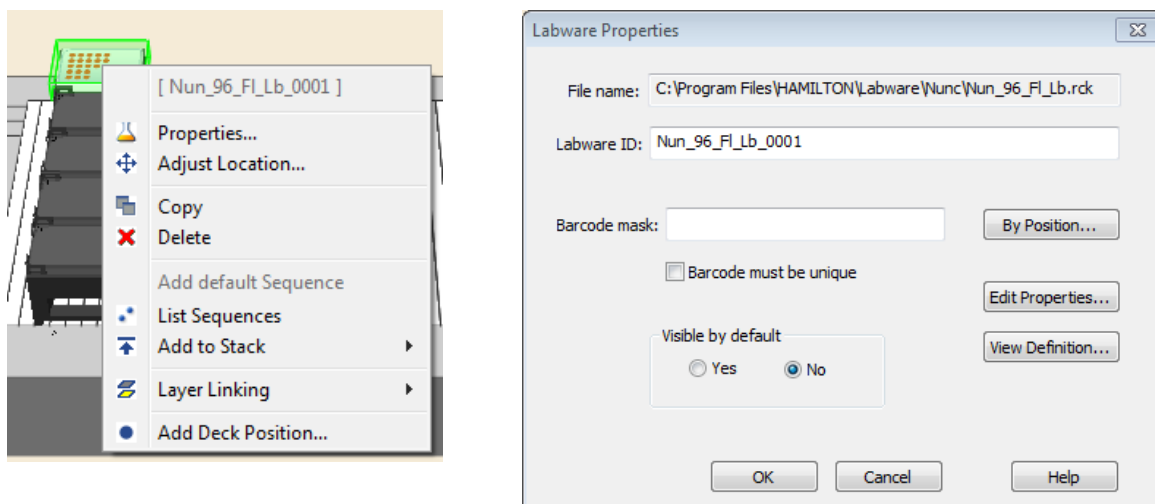 [ Nun_96_Fl_Lb_0001 ]
Properties...
Adjust Location...
Copy
Delete
Add default Sequence
List Sequences
Add to Stack
Layer Linking
Add Deck Position...
Labware Properties
File name: C:\Program Files\HAMILTON\Labware\Nunc\Nun_96_Fl_Lb.rck
Labware ID: Nun_96_Fl_Lb_0001
Barcode mask: By Position...
Barcode must be unique
Edit Properties...
Visible by default
View Definition...
Yes No
OK Cancel Help